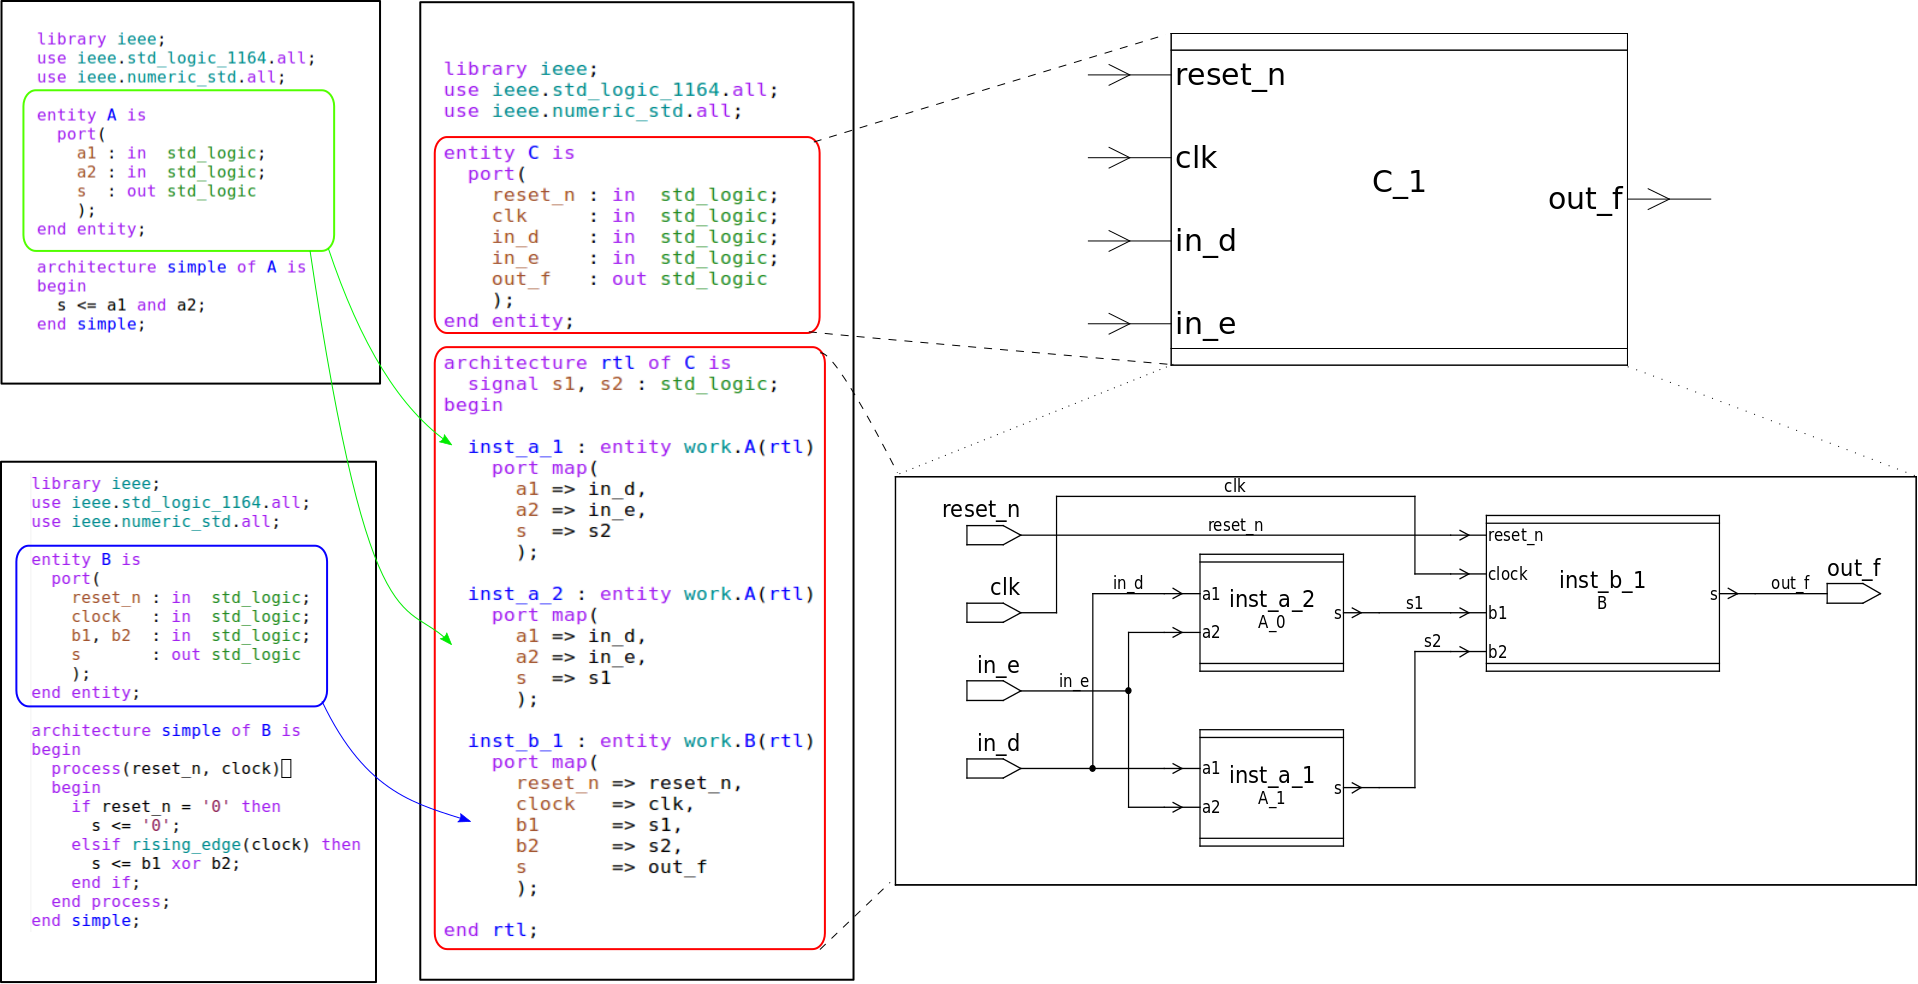 library ieee;
use ieee.std_logic_1164.all;
use ieee.numeric_std.all;
entity A is
port(
a1 : in std_logic;
a2 : in std_logic;
s : out std_logic
);
end entity;
architecture simple of A is
begin
s <= a1 and a2;
end simple;
library ieee;
use ieee.std_logic_1164.all;
use ieee.numeric_std.all;
entity B is
port(
reset_n : in std_logic;
clock : in std_logic;
b1, b2 : in std_logic;
s : out std_logic
);
end entity;
architecture simple of B is
begin
process(reset_n, clock)
begin
if reset_n = '0' then
s <= '0';
elsif rising_edge(clock) then
s <= b1 xor b2;
end if;
end process;
end simple;
library ieee;
use ieee.std_logic_1164.all;
use ieee.numeric_std.all;
entity C is
port(
reset_n : in std_logic;
clk : in std_logic;
in_d : in std_logic;
in_e : in std_logic;
out_f : out std_logic
);
end entity;
architecture rtl of C is
signal s1, s2 : std_logic;
begin
inst_a_1 : entity work.A(rtl)
port map(
a1 => in_d,
a2 => in_e,
s => s2
);
inst_a_2 : entity work.A(rtl)
port map(
a1 => in_d,
a2 => in_e,
s => s1
);
inst_b_1 : entity work.B(rtl)
port map(
reset_n => reset_n,
clock => clk,
b1 => s1,
b2 => s2,
s => out_f
);
end rtl;
reset_n
clk
C_1
out_f
in_d
in_e
clk
reset_n
reset_n
reset_n
clk
clock
in_d
a1
inst_a_2
A_0
a2
s
s1
b1
s2
b2
inst_b_1
B
s
out_f
out_f
in_e
in_e
in_d
a1
inst_a_1
A_1
a2
s